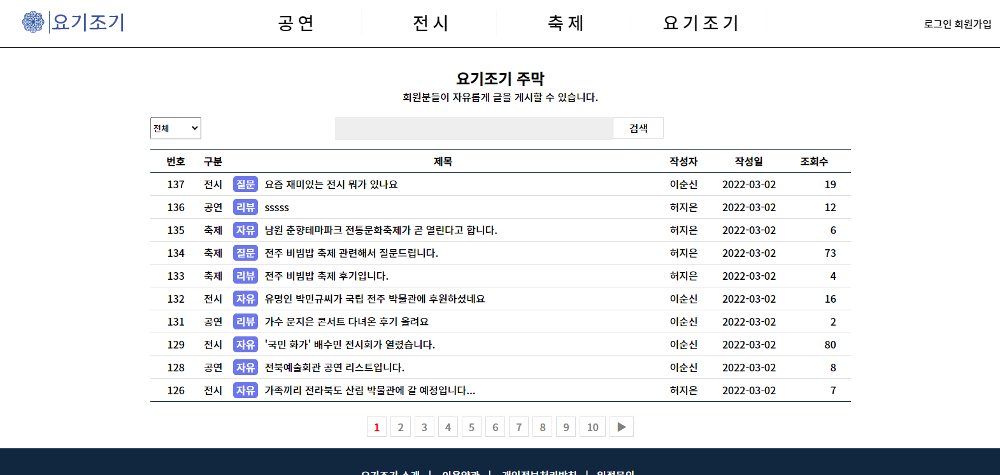 요기조기 공연 전시 축제 요기조기 로그인 회원가입
요기조기 주막
회원분들이 자유롭게 글을 게시할 수 있습니다.
전체 검색
번호 구분 제목 작성자 작성일 조회수
137 전시 질문 요즘 재미있는 전시 뭐가 있나요 이순신 2022-03-02 19
136 공연 리뷰 sssss 허지은 2022-03-02 12
135 축제 자유 남원 춘향테마파크 전통문화축제가 곧 열린다고 합니다. 허지은 2022-03-02 6
134 축제 질문 전주 비빔밥 축제 관련해서 질문드립니다. 허지은 2022-03-02 73
133 축제 리뷰 전주 비빔밥 축제 후기입니다. 허지은 2022-03-02 4
132 전시 자유 유명인 박민규씨가 국립 전주 박물관에 후원하셨네요 이순신 2022-03-02 16
131 공연 리뷰 가수 문지은 콘서트 다녀온 후기 올려요 이순신 2022-03-02 2
129 전시 자유 '국민 화가' 배수민 전시회가 열렸습니다. 이순신 2022-03-02 80
128 공연 자유 전북예술회관 공연 리스트입니다. 이순신 2022-03-02 8
126 전시 자유 가족끼리 전라북도 산림 박물관에 갈 예정입니다... 허지은 2022-03-02 7
1 2 3 4 5 6 7 8 9 10 ▶
요기조기 소개 | 이용약관 | 개인정보처리방침 | 일정문의